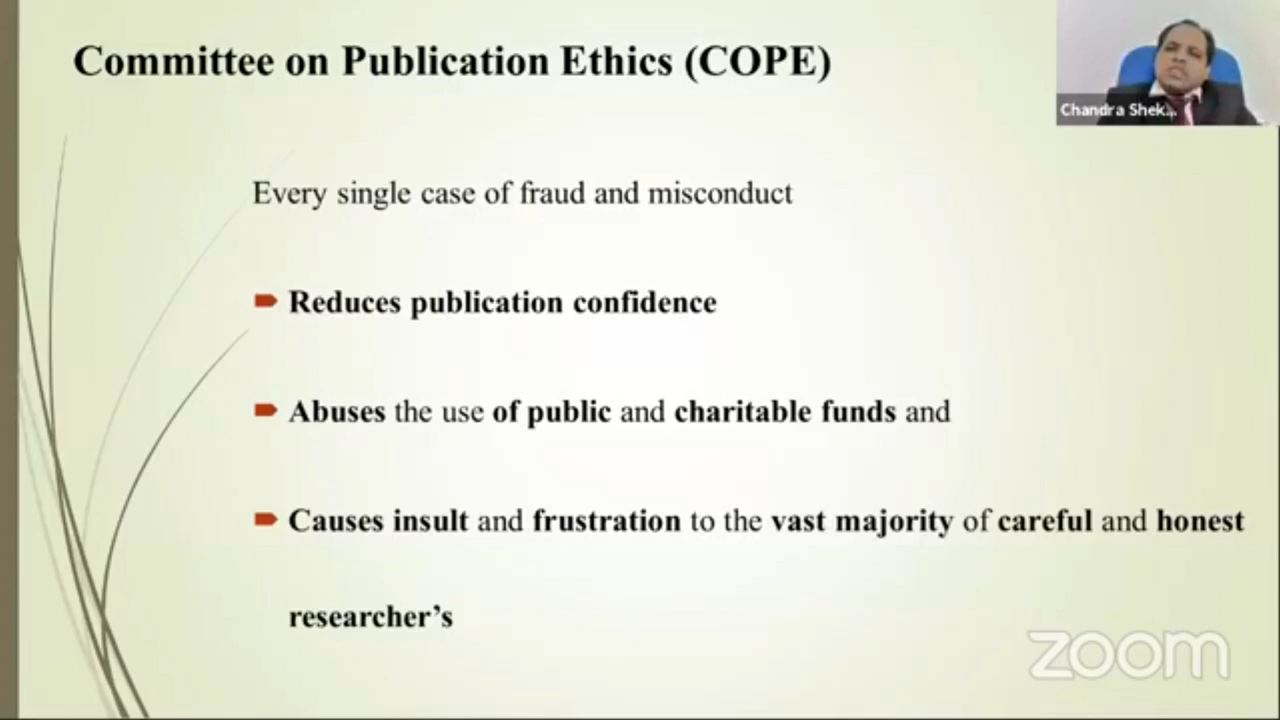 Committee on Publication Ethics (COPE)
Chandra Shek...
Every single case of fraud and misconduct
Reduces publication confidence
Abuses the use of public and charitable funds and
Causes insult and frustration to the vast majority of careful and honest
researcher’s
zoom